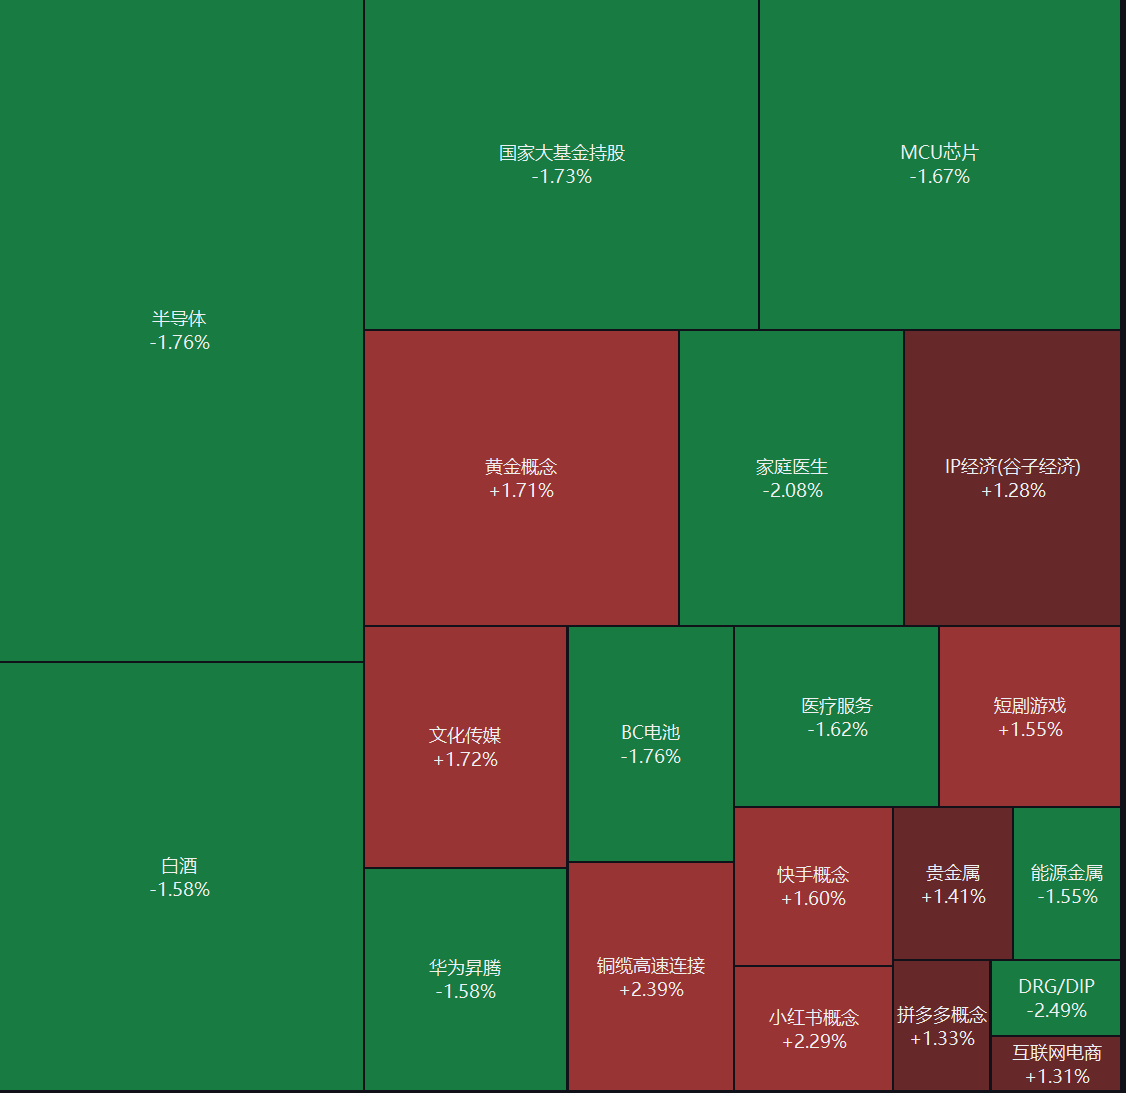 半导体
-1.76%
国家大基金持股
-1.73%
MCU芯片
-1.67%
黄金概念
+1.71%
家庭医生
-2.08%
IP经济(谷子经济)
+1.28%
白酒
-1.58%
文化传媒
+1.72%
BC电池
-1.76%
医疗服务
-1.62%
短剧游戏
+1.55%
华为昇腾
-1.58%
铜缆高速连接
+2.39%
快手概念
+1.60%
贵金属
+1.41%
能源金属
-1.55%
小红书概念
+2.29%
拼多多概念
+1.33%
DRG/DIP
-2.49%
互联网电商
+1.31%